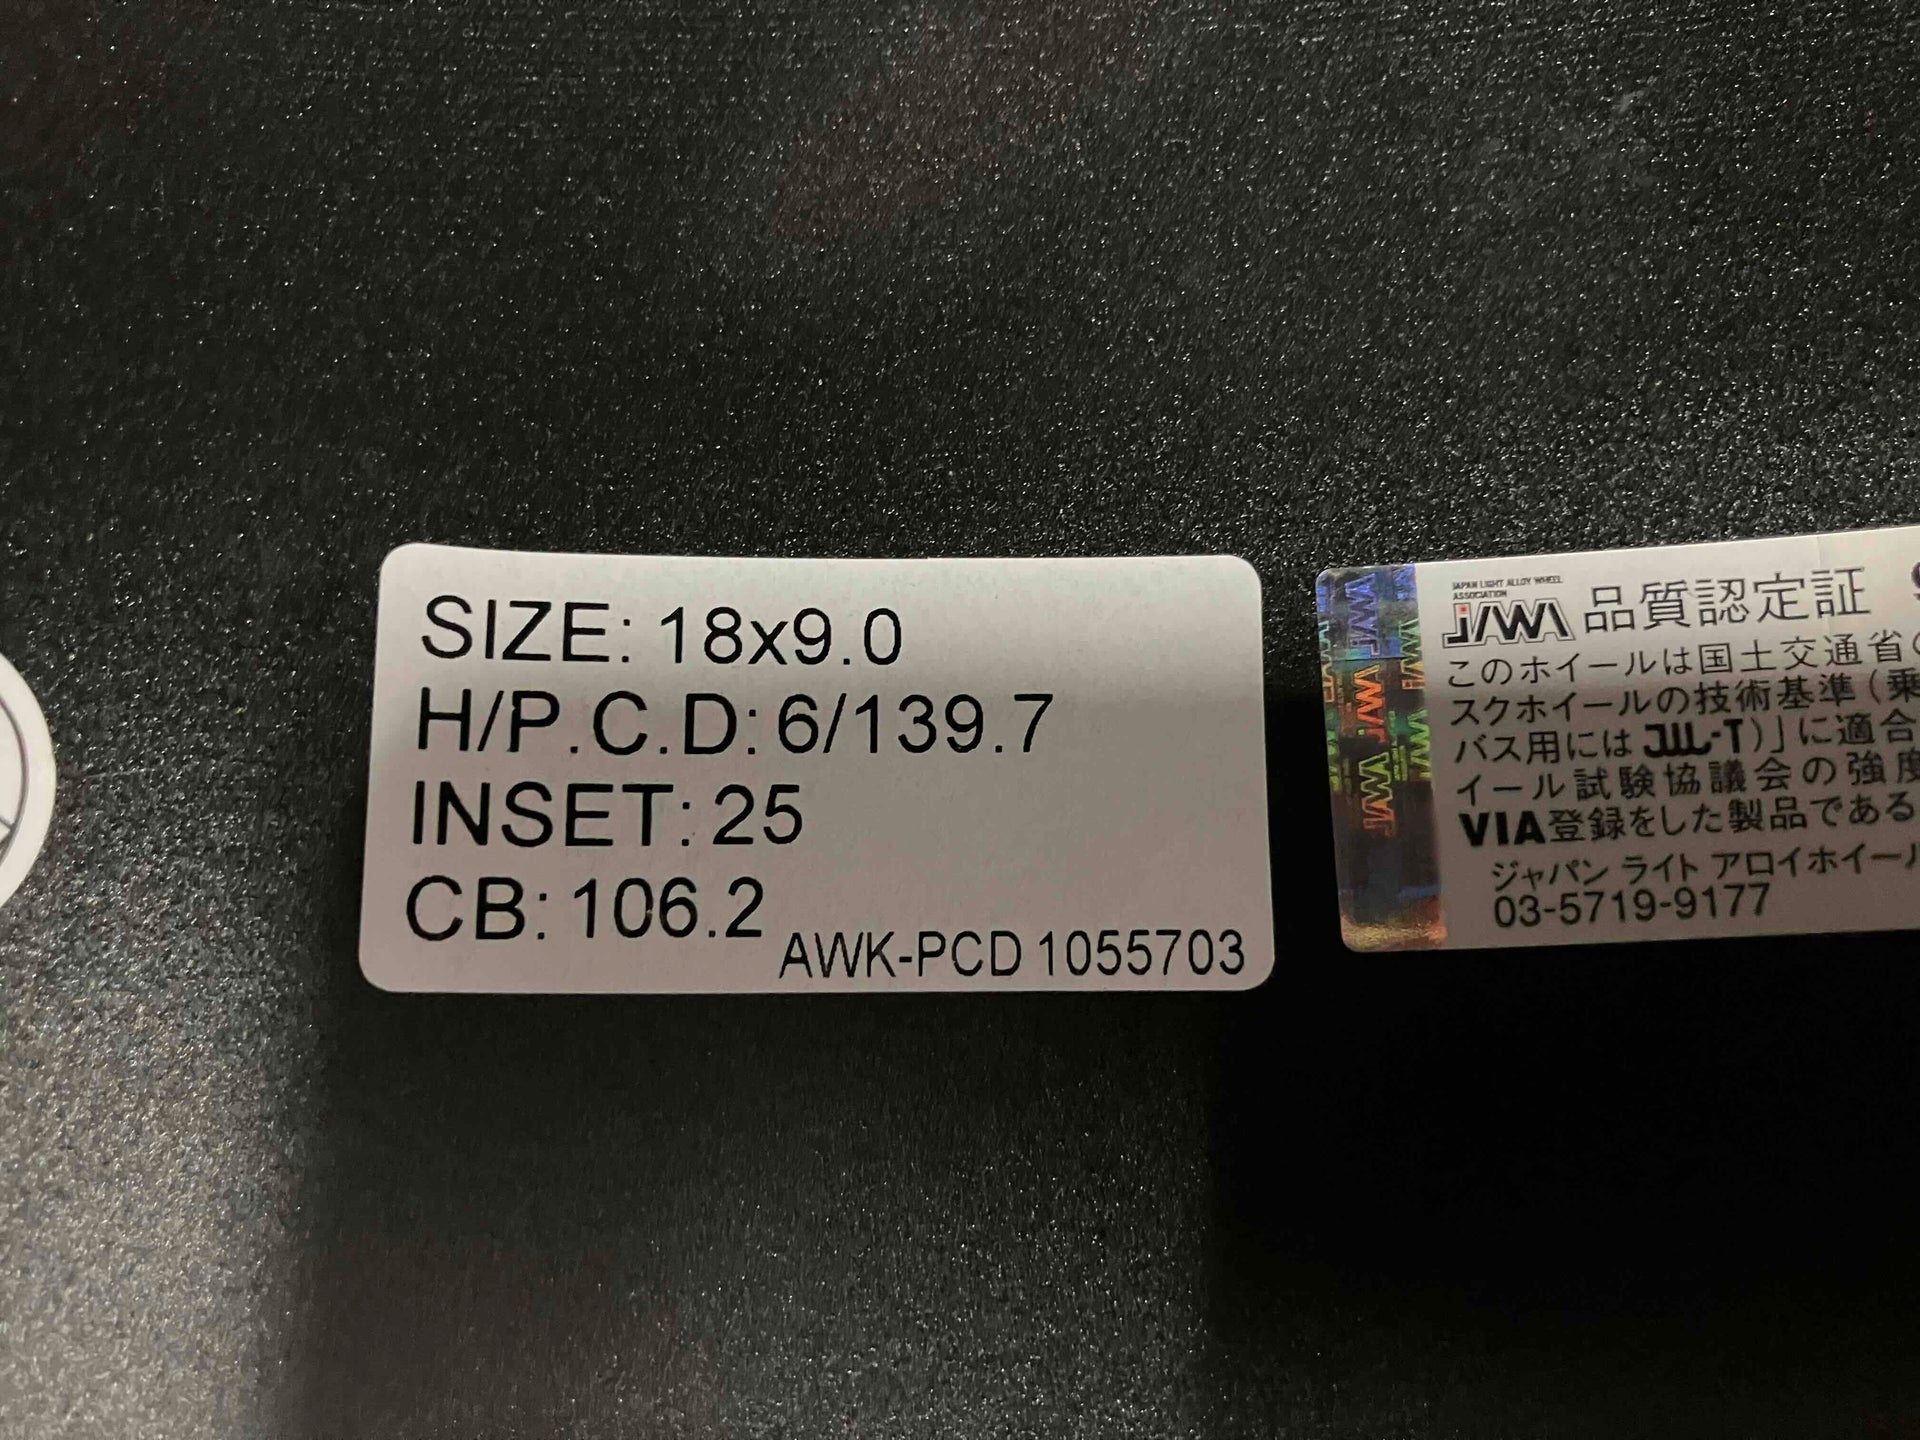 SIZE: 18x9.0
H/P.C.D: 6/139.7
INSET: 25
CB: 106.2
AWK-PCD 1055703
JAPAN LIGHT ALLOY WHEEL
ASSOCIATION
JAWA 品質認定証
このホイールは国土交通省
スクホイールの技術基準(乗
バス用には JWL-T)」に適合
イール試験協議会の強度
VIA登録をした製品である
ジャパン ライト アロイホイール
03-5719-9177